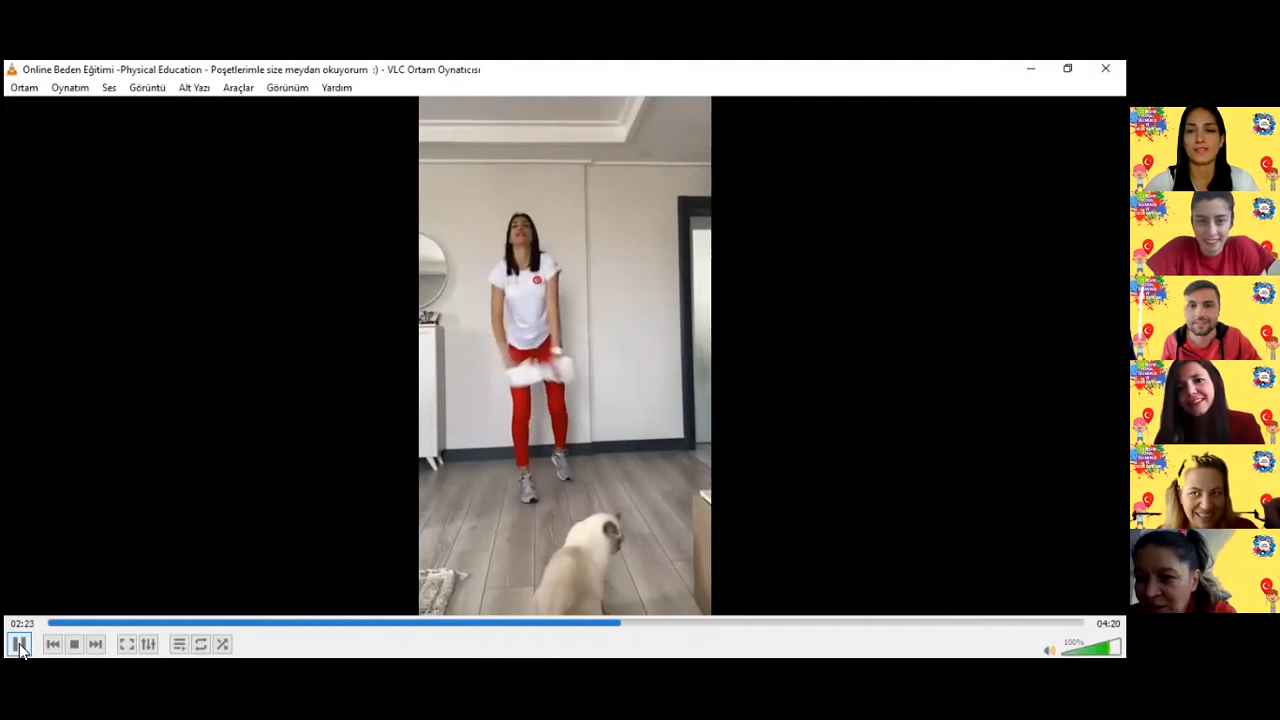 Online Beden Eğitimi -Physical Education - Poşetlerimle size meydan okuyorum :) - VLC Ortam Oynatıcısı
Ortam Oynatım Ses Görüntü Alt Yazı Araçlar Görünüm Yardım
02:23
04:20
100%